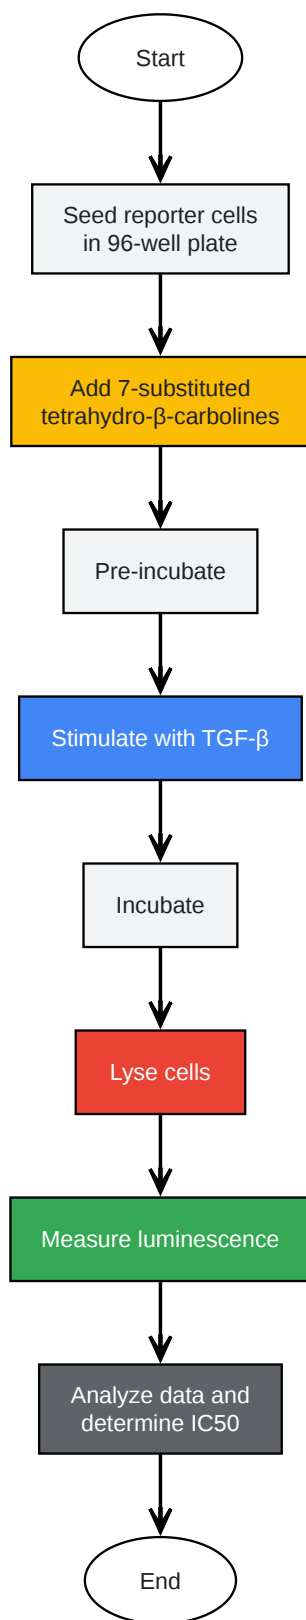 Start
Seed reporter cells
in 96-well plate
Add 7-substituted
tetrahydro-β-carbolines
Pre-incubate
Stimulate with TGF-β
Incubate
Lyse cells
Measure luminescence
Analyze data and
determine IC50
End